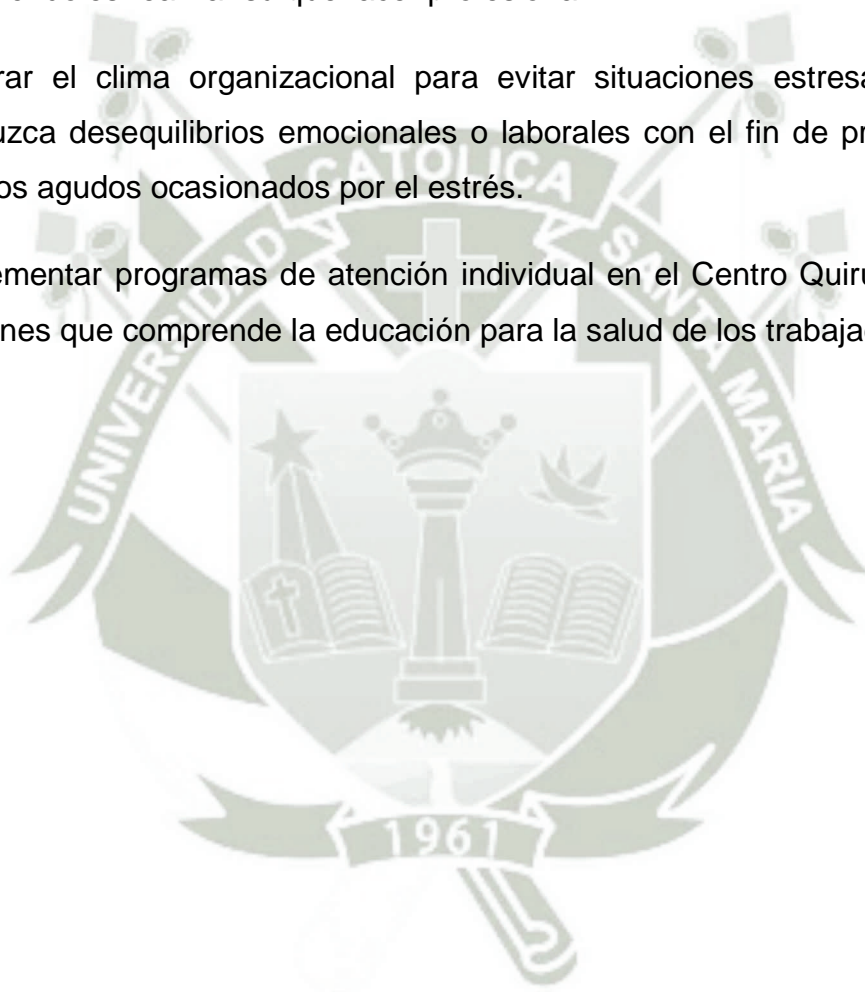 rar el clima organizacional para evitar situaciones estresa
uzca desequilibrios emocionales o laborales con el fin de pr
os agudos ocasionados por el estrés.
ementar programas de atención individual en el Centro Quiru
nes que comprende la educación para la salud de los trabaja
UNIVERSIDAD CATOLICA SANTA MARIA
1961